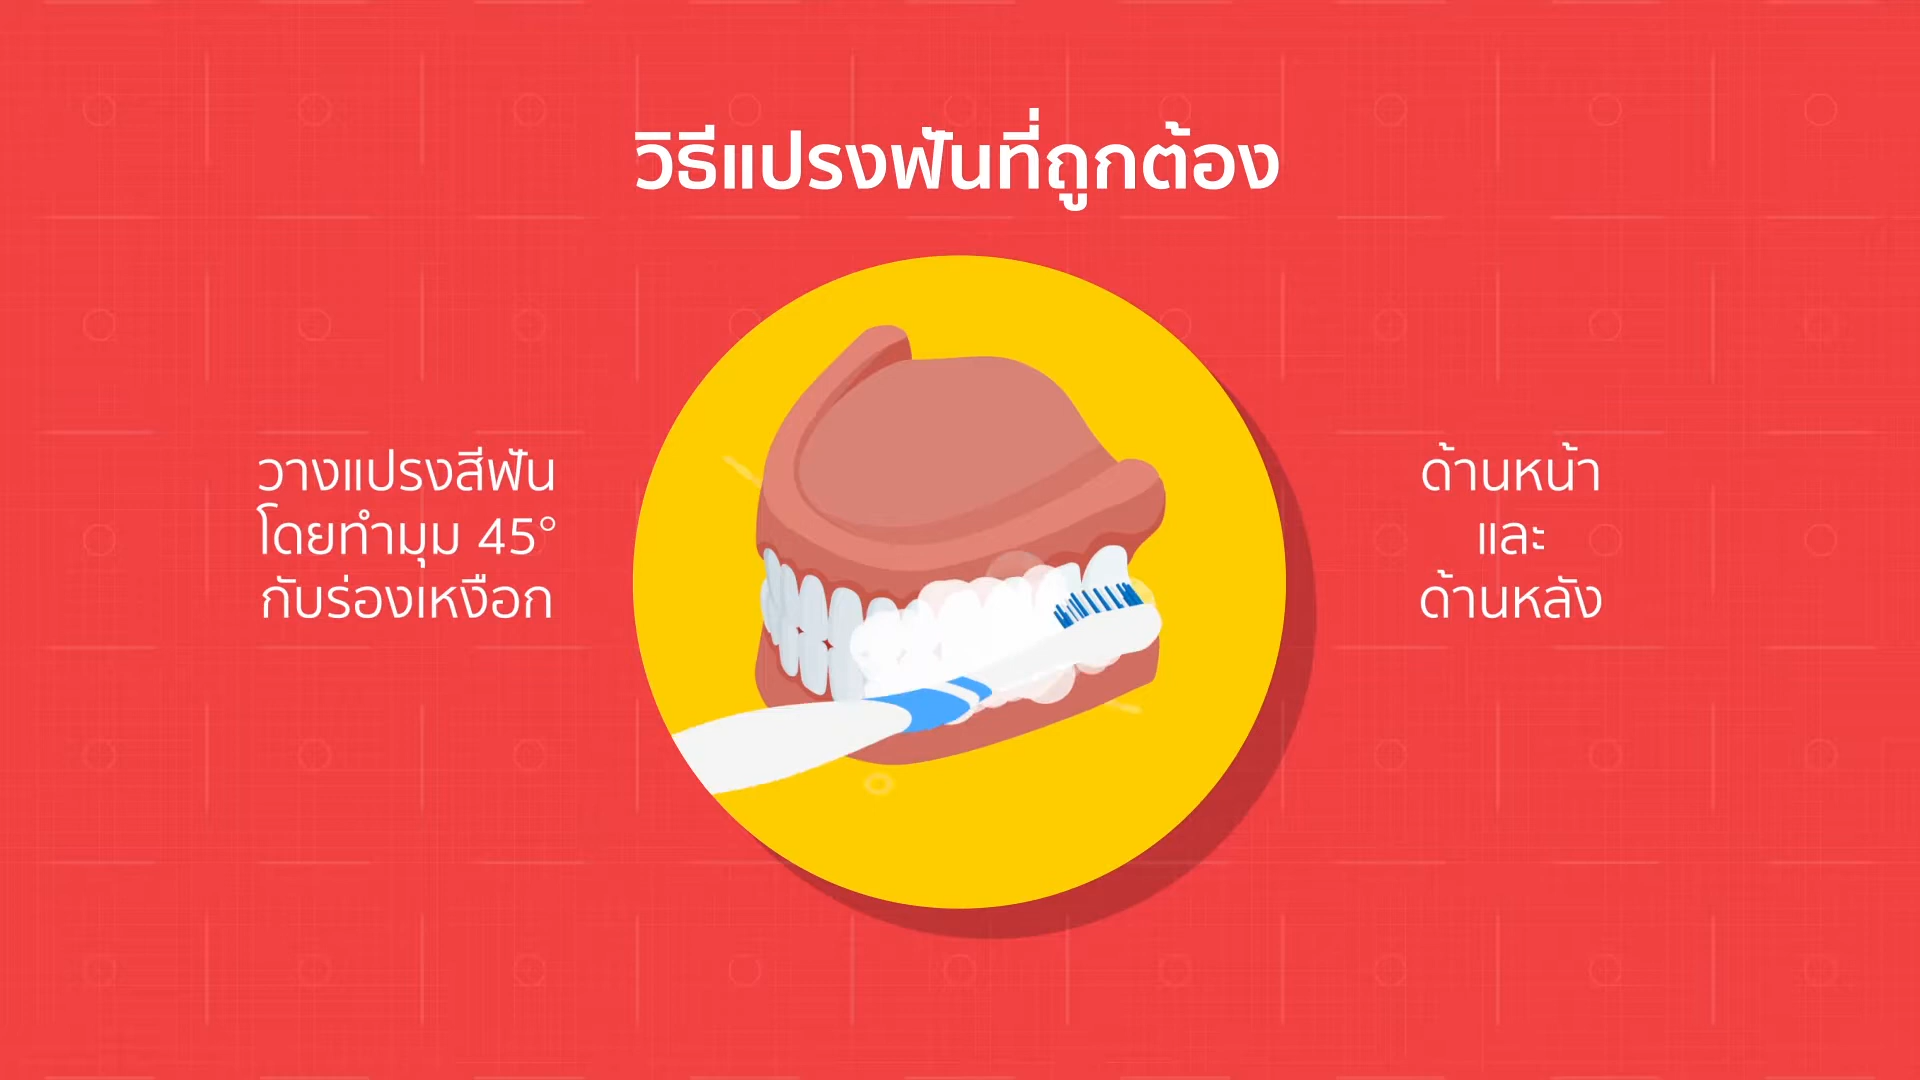 วิธีแปรงฟันที่ถูกต้อง
วางแปรงสีฟัน
โดยทำมุม 45°
กับร่องเหงือก
ด้านหน้า
และ
ด้านหลัง